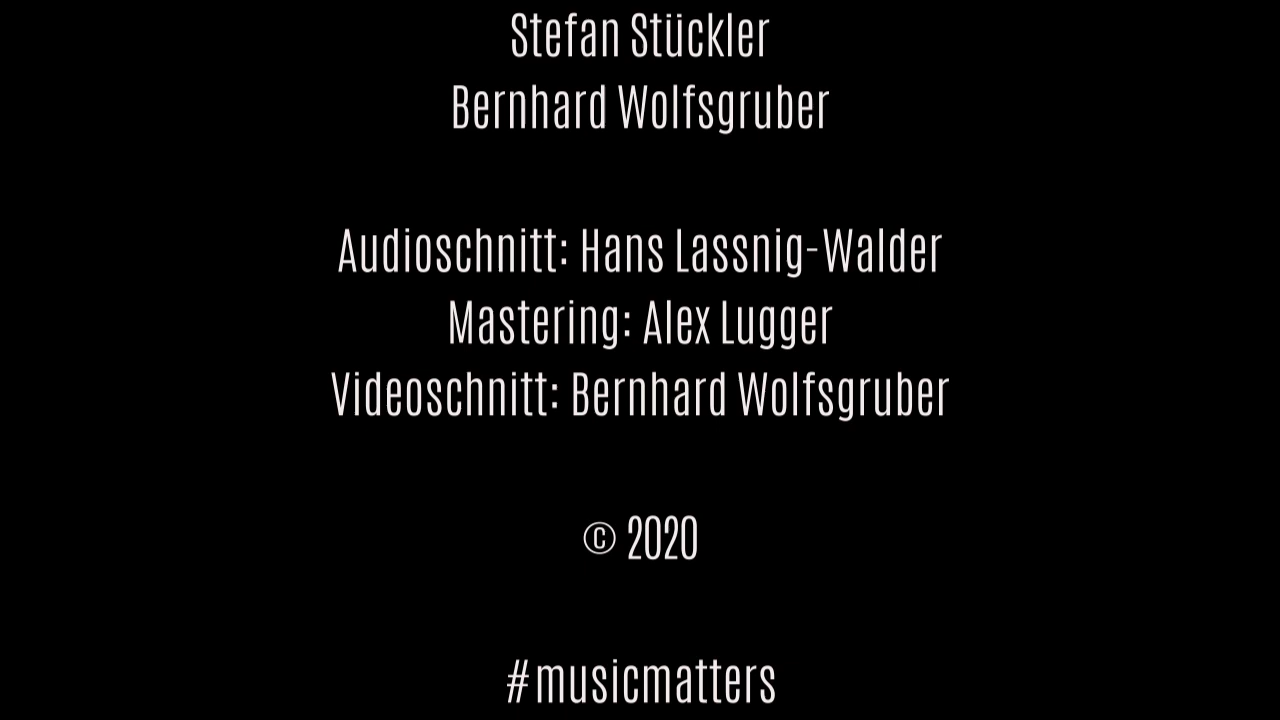 Stefan Stückler
Bernhard Wolfsgruber
Audioschnitt: Hans Lassnig-Walder
Mastering: Alex Lugger
Videoschnitt: Bernhard Wolfsgruber
© 2020
#musicmatters